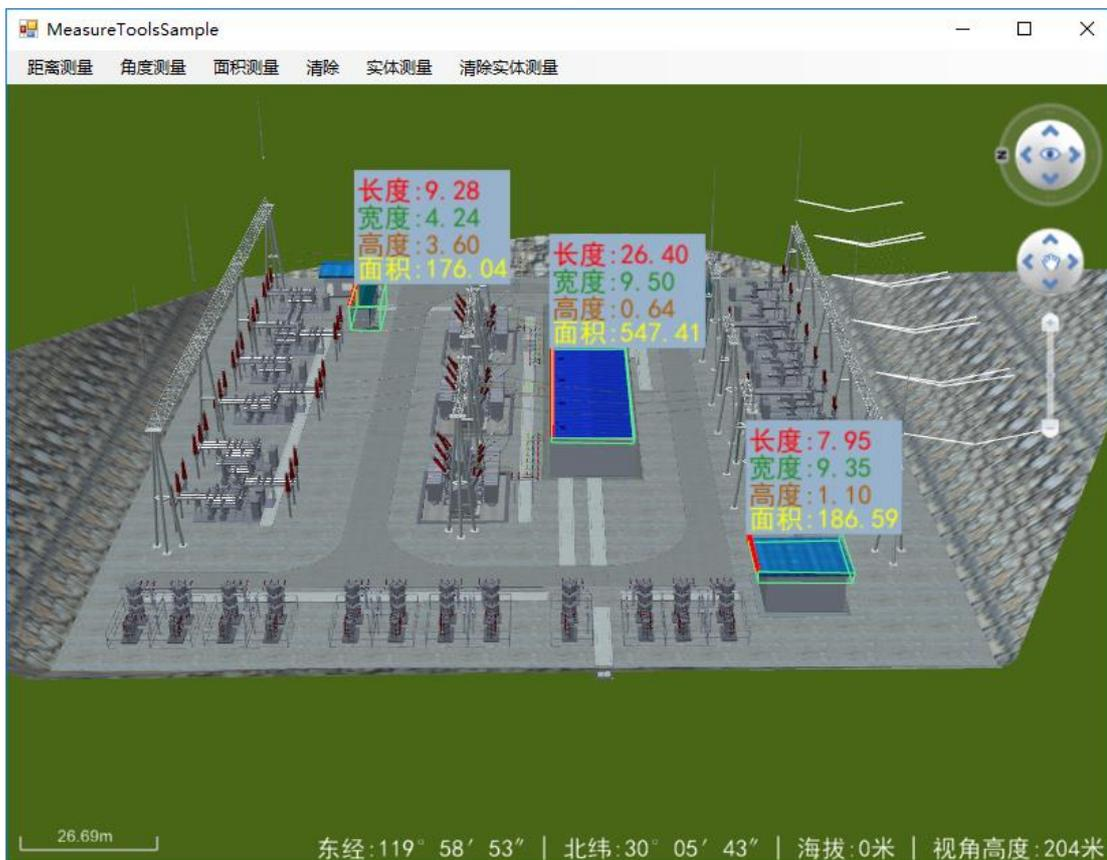 MeasureToolsSample
距离测量 角度测量 面积测量 清除 实体测量 清除实体测量
长度:9.28
宽度:4.24
高度:3.60
面积:176.04
长度:26.40
宽度:9.50
高度:0.64
面积:547.41
长度:7.95
宽度:9.35
高度:1.10
面积:186.59
26.69m
东经:119° 58′ 53″ | 北纬:30° 05′ 43″ | 海拔:0米 | 视角高度:204米